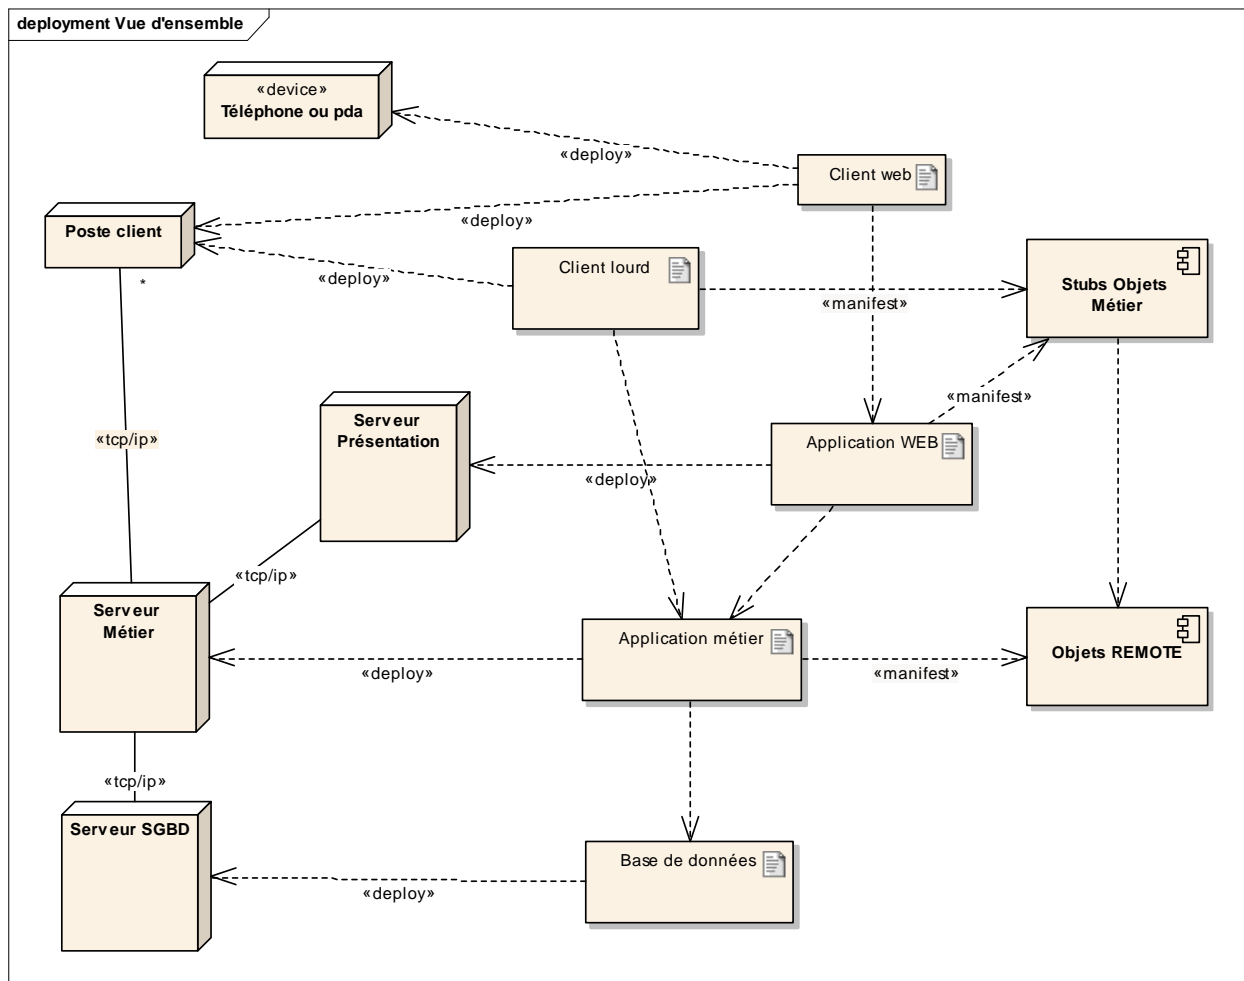 deployment Vue d'ensemble
«device»
Téléphone ou pda
«deploy»
Client web
«deploy»
Poste client
*
Client lourd
«deploy»
«manifest»
Stubs Objets
Métier
«manifest»
Serveur
Présentation
«tcp/ip»
Application WEB
«deploy»
«tcp/ip»
Serveur
Métier
Application métier
«deploy»
«manifest»
Objets REMOTE
«tcp/ip»
Serveur SGBD
Base de données
«deploy»